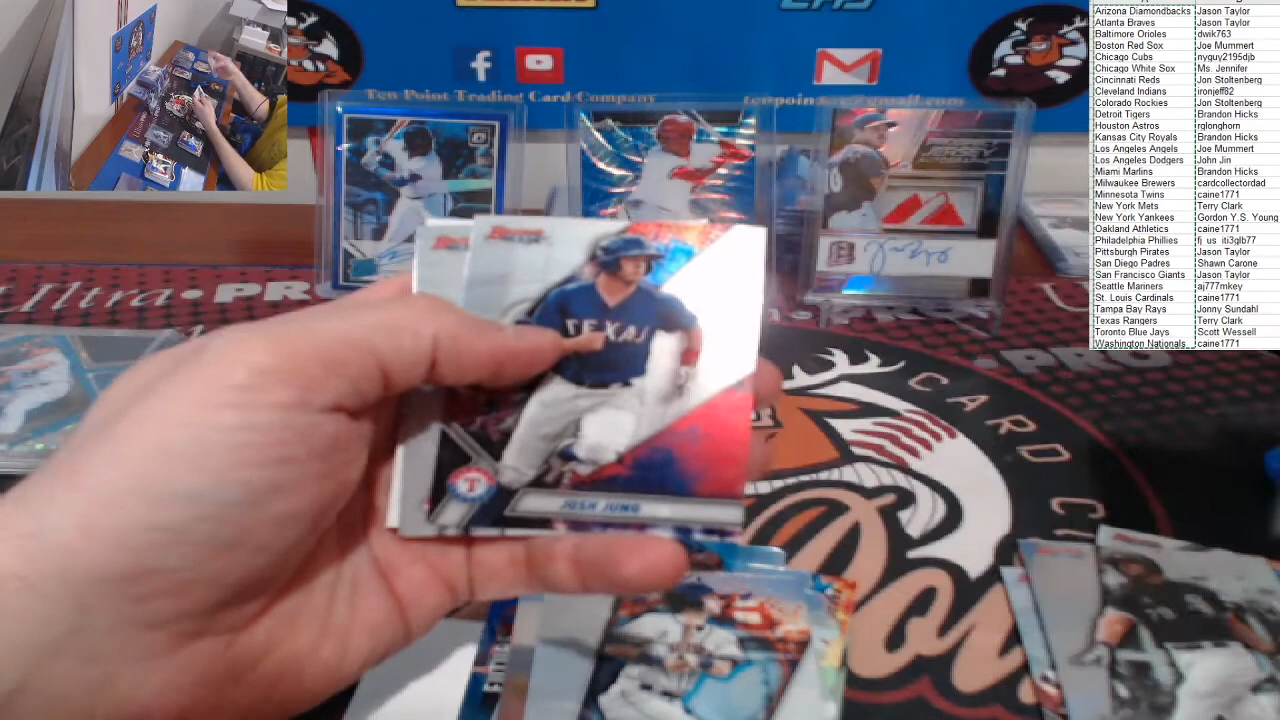 Ten Point Trading Card Company
Arizona Diamondbacks Jason Taylor
Atlanta Braves Jason Taylor
Baltimore Orioles dwik763
Boston Red Sox Joe Mummert
Chicago Cubs nyguy2195djb
Chicago White Sox Ms. Jennifer
Cincinnati Reds Jon Stoltenberg
Cleveland Indians ironjeff82
Colorado Rockies Jon Stoltenberg
Detroit Tigers Brandon Hicks
Houston Astros rglonghorn
Kansas City Royals Brandon Hicks
Los Angeles Angels Joe Mummert
Los Angeles Dodgers John Jin
Miami Marlins Brandon Hicks
Milwaukee Brewers cardcollectordad
Minnesota Twins caine1771
New York Mets Terry Clark
New York Yankees Gordon Y.S. Young
Oakland Athletics caine1771
Philadelphia Phillies fj_us_iti3glb77
Pittsburgh Pirates Jason Taylor
San Diego Padres Shawn Carone
San Francisco Giants Jason Taylor
Seattle Mariners aj777mkey
St. Louis Cardinals caine1771
Tampa Bay Rays Jonny Sundahl
Texas Rangers Terry Clark
Toronto Blue Jays Scott Wessell
Washington Nationals caine1771
TEXAS
JOSH JUNG
Ultra·PRO
CARD